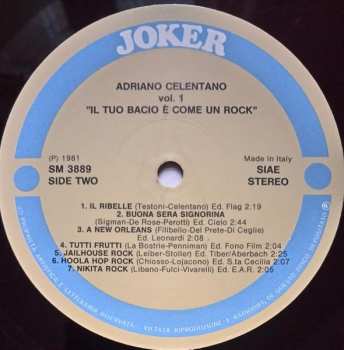 JOKER
ADRIANO CELENTANO
vol. 1
"IL TUO BACIO È COME UN ROCK"
(P) 1981
Made in Italy
SM 3889
SIAE
SIDE TWO
STEREO
1. IL RIBELLE (Testoni-Celentano) Ed. Flag 2:19
2. BUONA SERA SIGNORINA
(Sigman-De Rose-Perotti) Ed. Cielo 2:44
3. A NEW ORLEANS (Filibello-Del Prete-Di Ceglie)
Ed. Leonardi 2:08
4. TUTTI FRUTTI (La Bostrie-Penniman) Ed. Fono Film 2:04
5. JAILHOUSE ROCK (Leiber-Stoller) Ed. Tiber/Aberbach 2:25
6. HOOLA HOP ROCK (Chiosso-Lojacono) Ed. S.ta Cecilia 2:07
7. NIKITA ROCK (Libano-Fulci-Vivarelli) Ed. E.A.R. 2:05